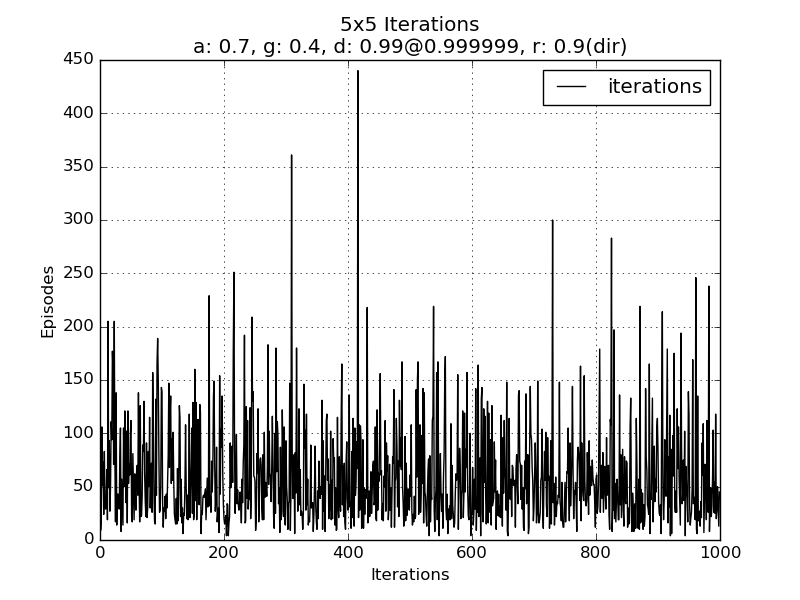 5x5 Iterations
a: 0.7, g: 0.4, d: 0.99@0.999999, r: 0.9(dir)
450
400
350
300
250
200
150
100
50
0
iterations
Episodes
0 200 400 600 800 1000
Iterations